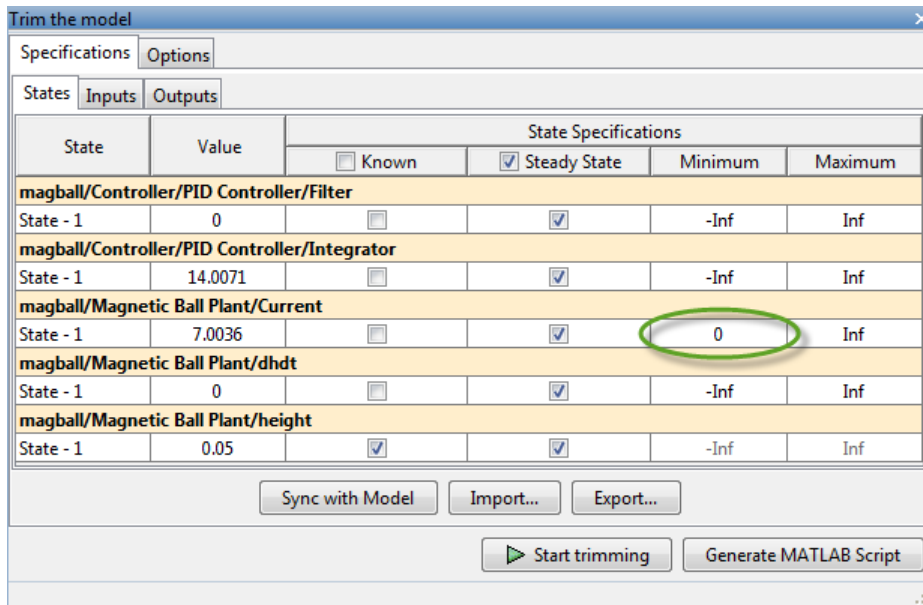 Trim the model
Specifications Options
States Inputs Outputs
State Value State Specifications
Known Steady State Minimum Maximum
magball/Controller/PID Controller/Filter
State - 1 0 -Inf Inf
magball/Controller/PID Controller/Integrator
State - 1 14.0071 -Inf Inf
magball/Magnetic Ball Plant/Current
State - 1 7.0036 0 Inf
magball/Magnetic Ball Plant/dhdt
State - 1 0 -Inf Inf
magball/Magnetic Ball Plant/height
State - 1 0.05 -Inf Inf
Sync with Model Import... Export...
Start trimming Generate MATLAB Script